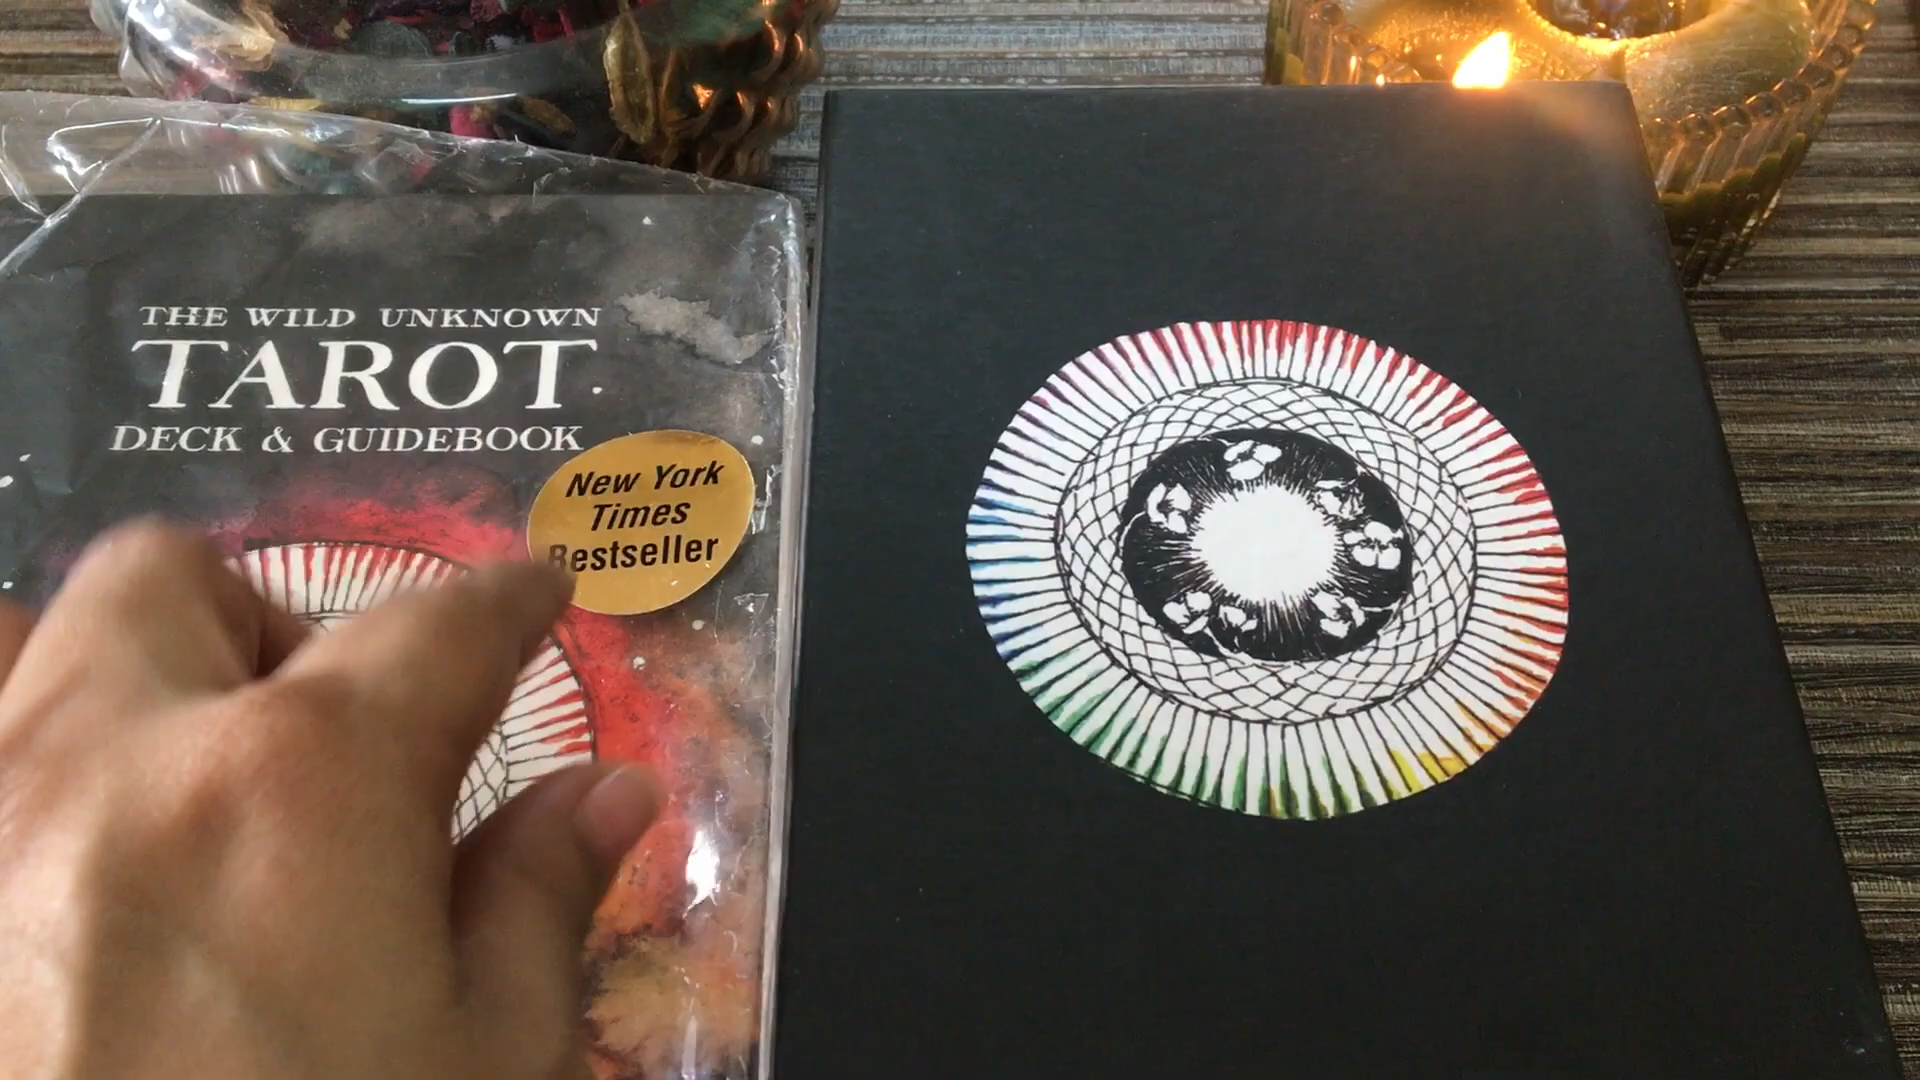 THE WILD UNKNOWN
TAROT.
DECK & GUIDEBOOK
New York
Times
Bestseller